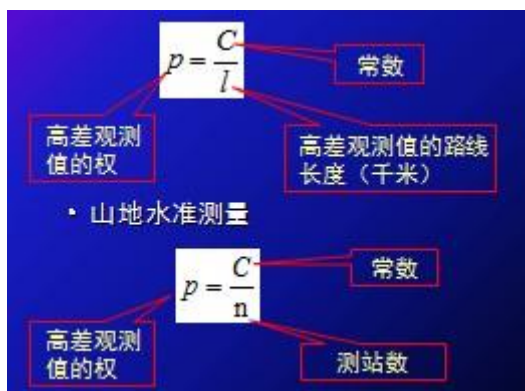 p = C/l
常数
高差观测
值的权
高差观测值的路线
长度（千米）
• 山地水准测量
p = C/n
常数
高差观测
值的权
测站数